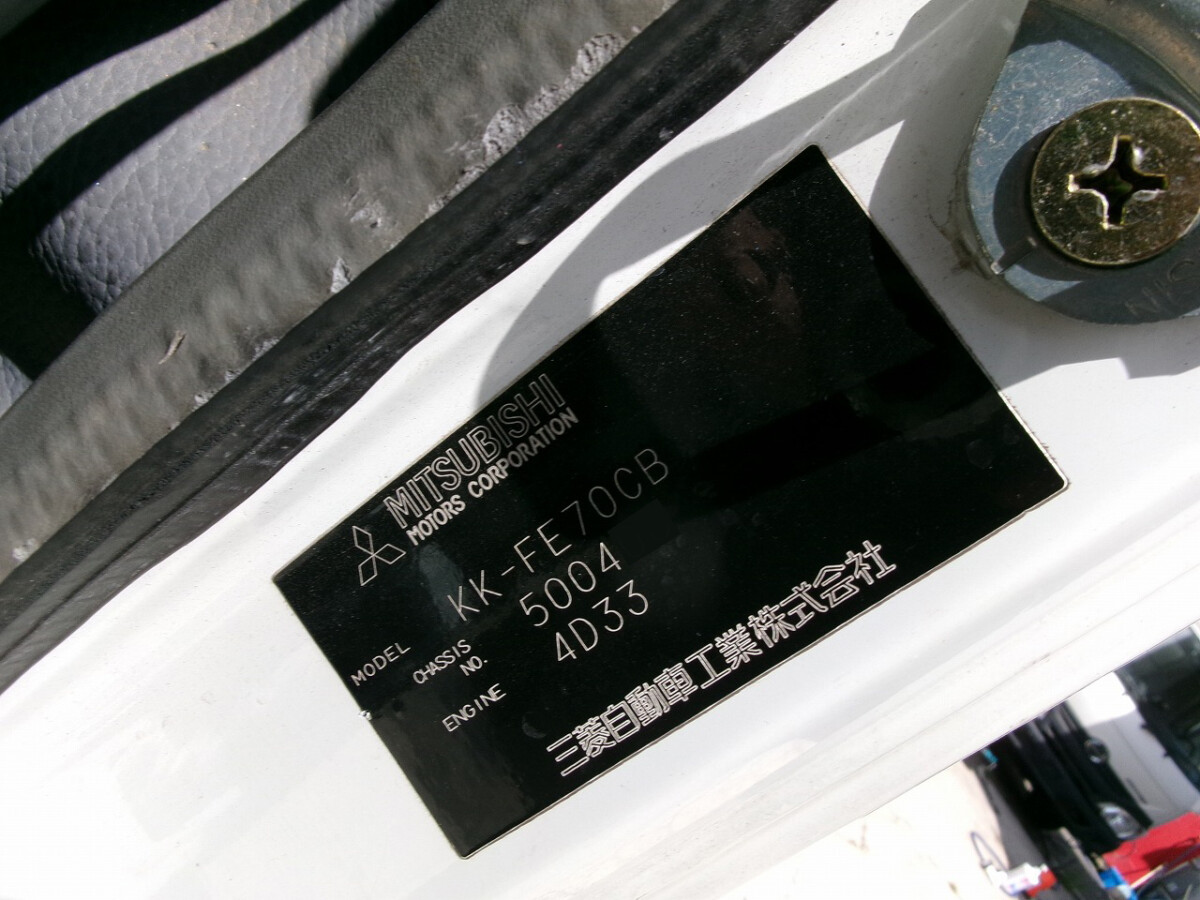 MITSUBISHI
MOTORS CORPORATION
MODEL KK-FE70CB
CHASSIS NO. 5004
ENGINE 4D33
三菱自動車工業株式会社